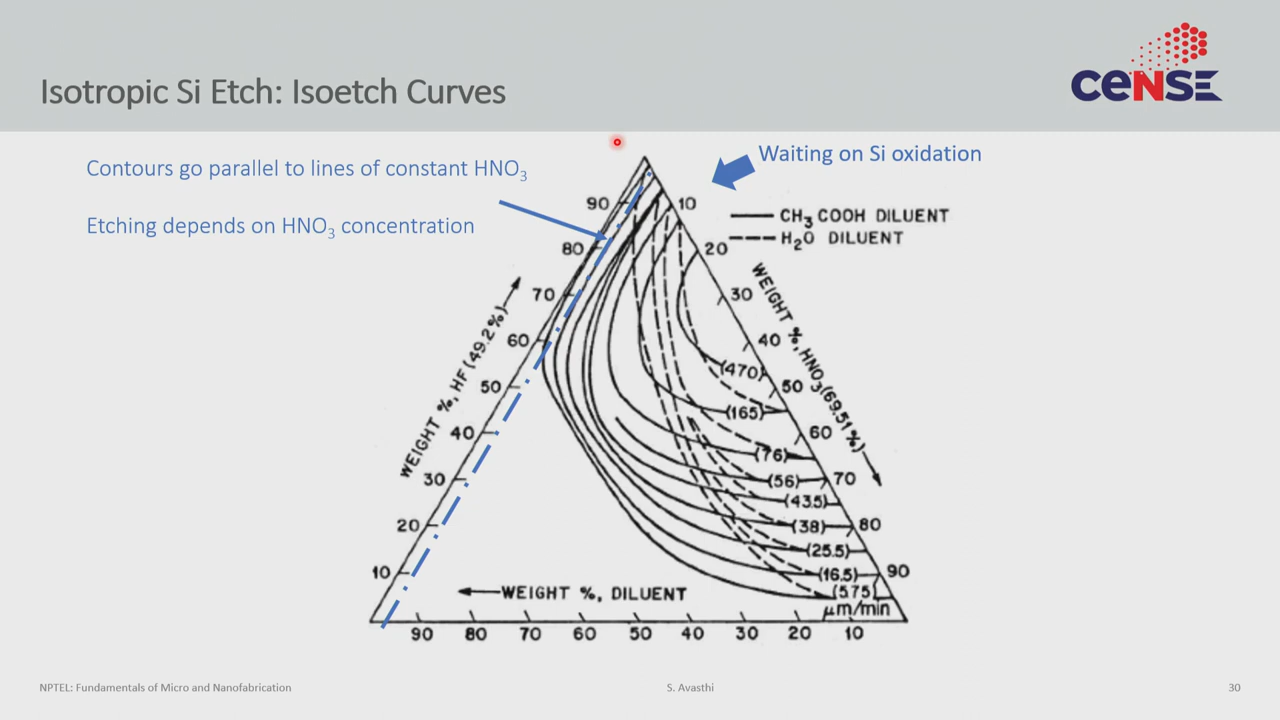 Isotropic Si Etch: Isoetch Curves
CeNSE
Contours go parallel to lines of constant HNO₃
Etching depends on HNO₃ concentration
Waiting on Si oxidation
CH₃ COOH DILUENT
H₂O DILUENT
WEIGHT %, HF (49.2%)
90
80
70
60
50
40
30
20
10
WEIGHT %, HNO₃ (69.51 %)
10
20
30
40
50
60
70
80
90
(470)
(165)
(76)
(56)
(43.5)
(38)
(25.5)
(16.5)
(5.75)
μm/min
WEIGHT %, DILUENT
90 80 70 60 50 40 30 20 10
NPTEL: Fundamentals of Micro and Nanofabrication
S. Avasthi
30